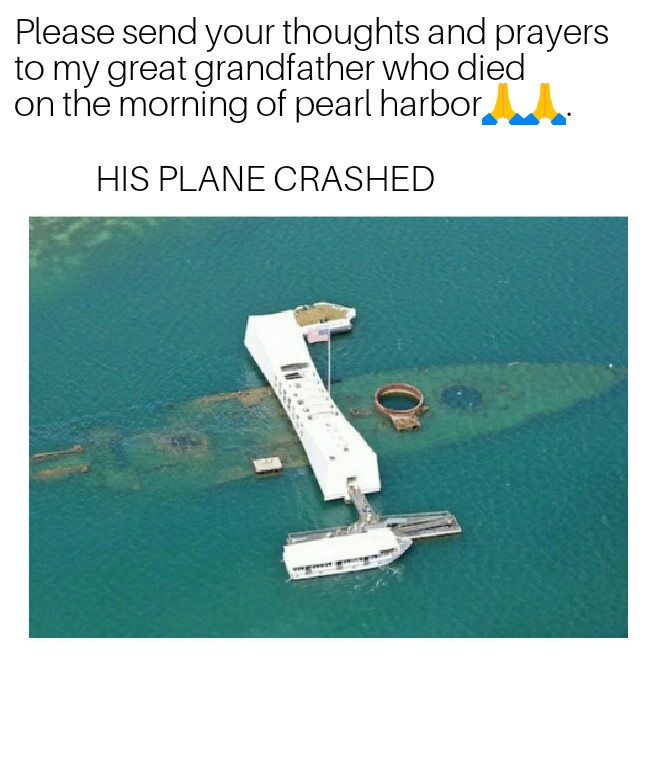 Please send your thoughts and prayers
to my great grandfather who died
on the morning of pearl harbor🙏🙏.
HIS PLANE CRASHED